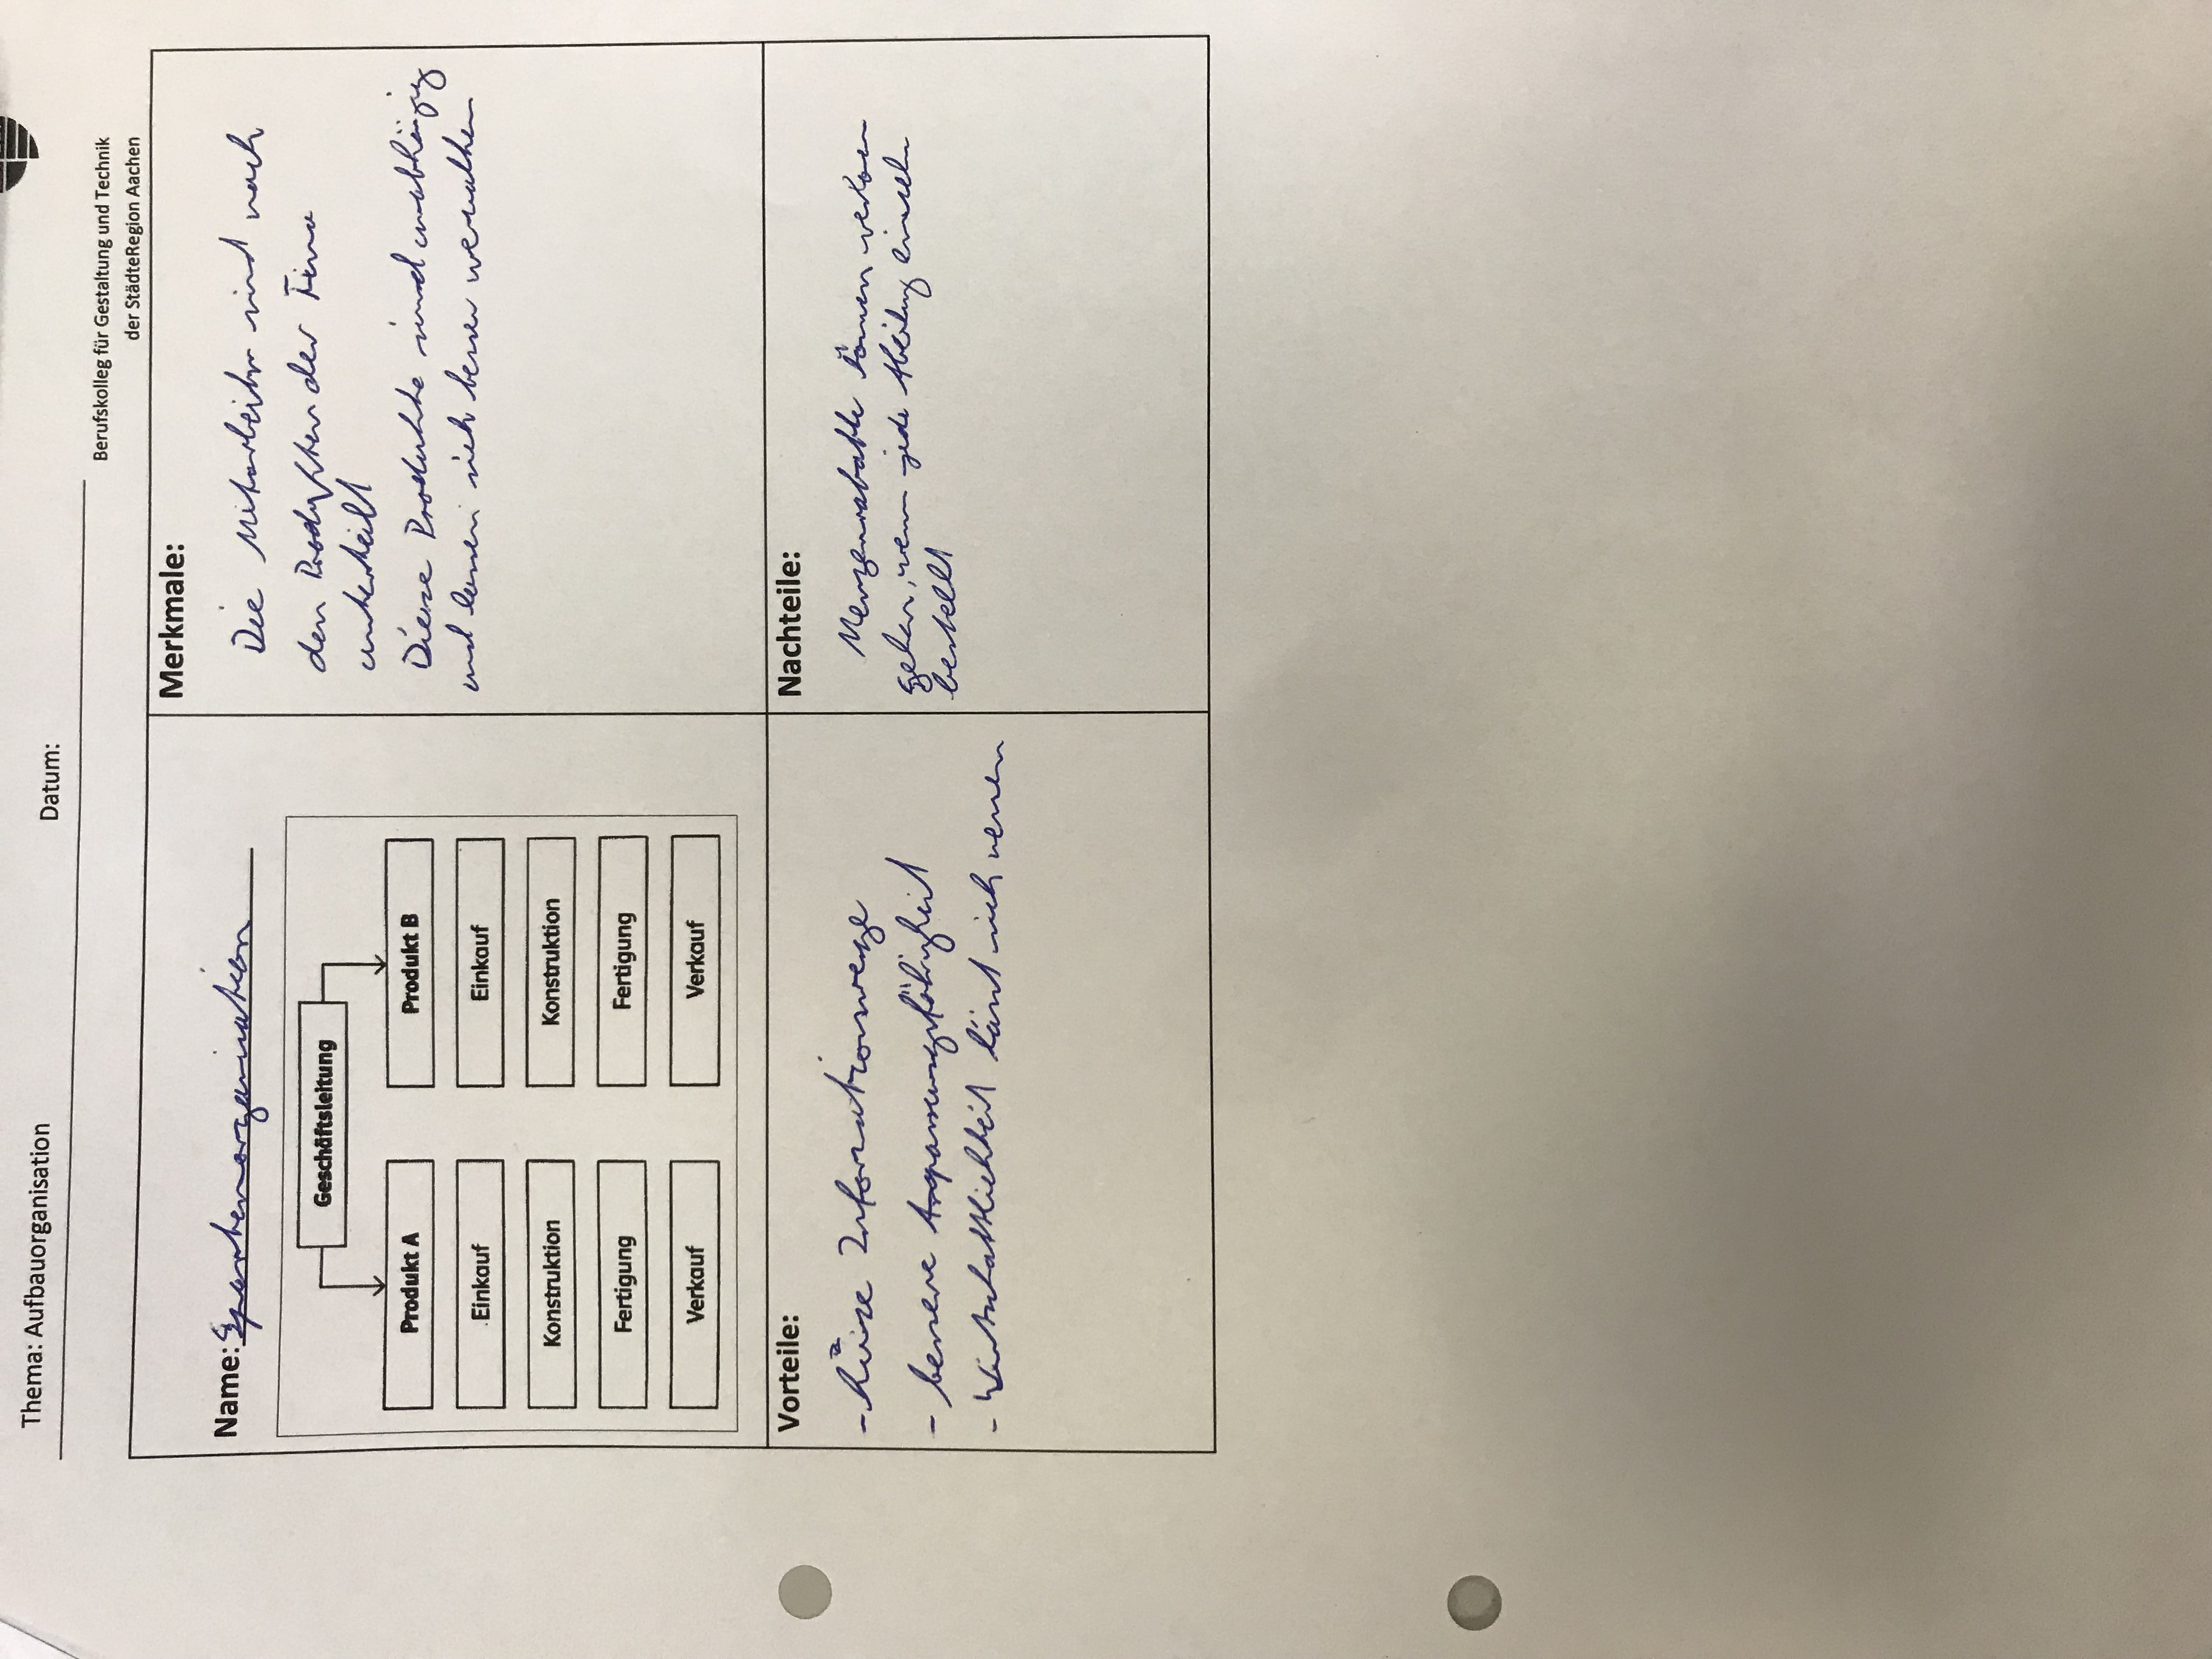 Thema: Aufbauorganisation
Datum:
Berufskolleg für Gestaltung und Technik
der StädteRegion Aachen
Name: Spartenorganisation
Geschäftsleitung
Produkt A
Produkt B
Einkauf
Einkauf
Konstruktion
Konstruktion
Fertigung
Fertigung
Verkauf
Verkauf
Merkmale:
Die Mitarbeiter sind nach
den Produkten der Firma
unterteilt
Diese Produkte sind unabhängig
und lassen sich besser verwalten
Vorteile:
- kürze Informationswege
- bessere Anpassungsfähigkeit
- Wirtschaftlichkeit lässt sich messen
Nachteile:
Mengenrabatte können verloren
gehen, wenn jede Abteilung einzeln
bestellt